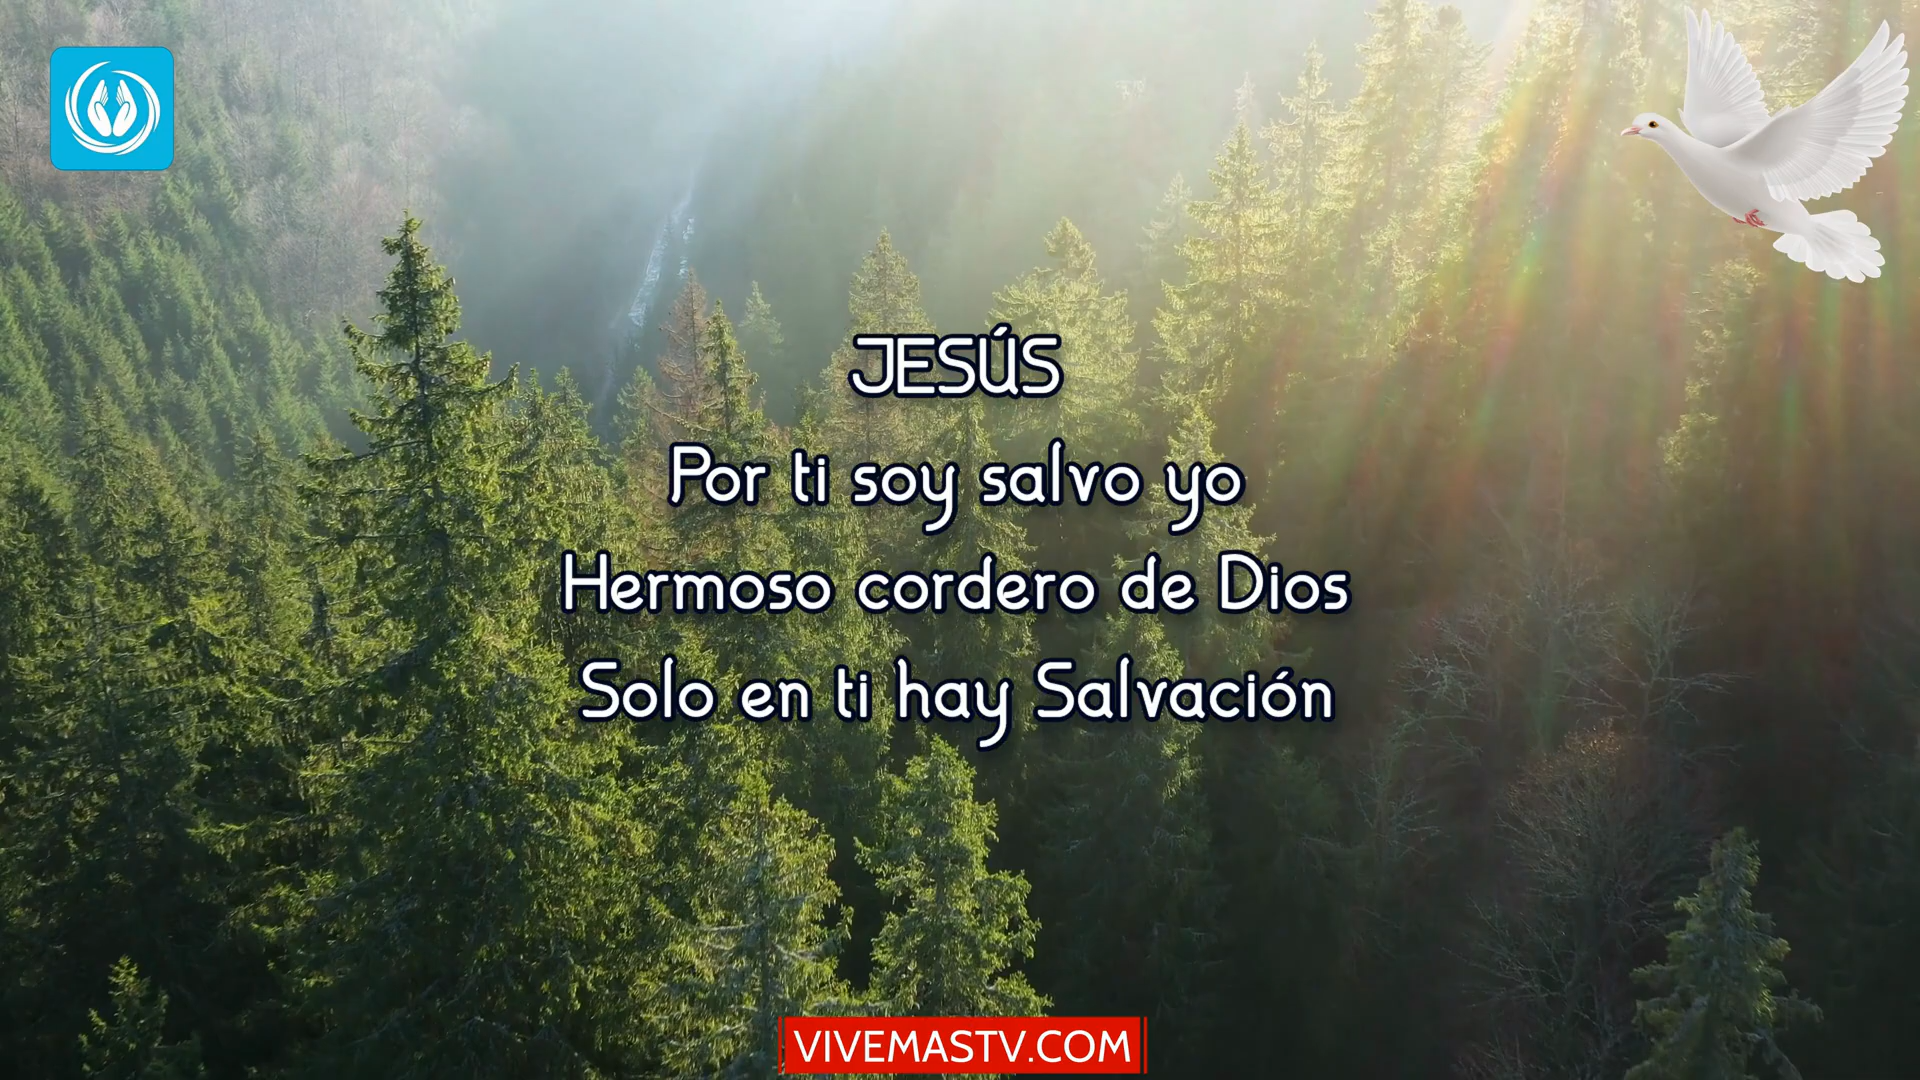 JESÚS
Por ti soy salvo yo
Hermoso cordero de Dios
Solo en ti hay Salvación
VIVEMASTV.COM